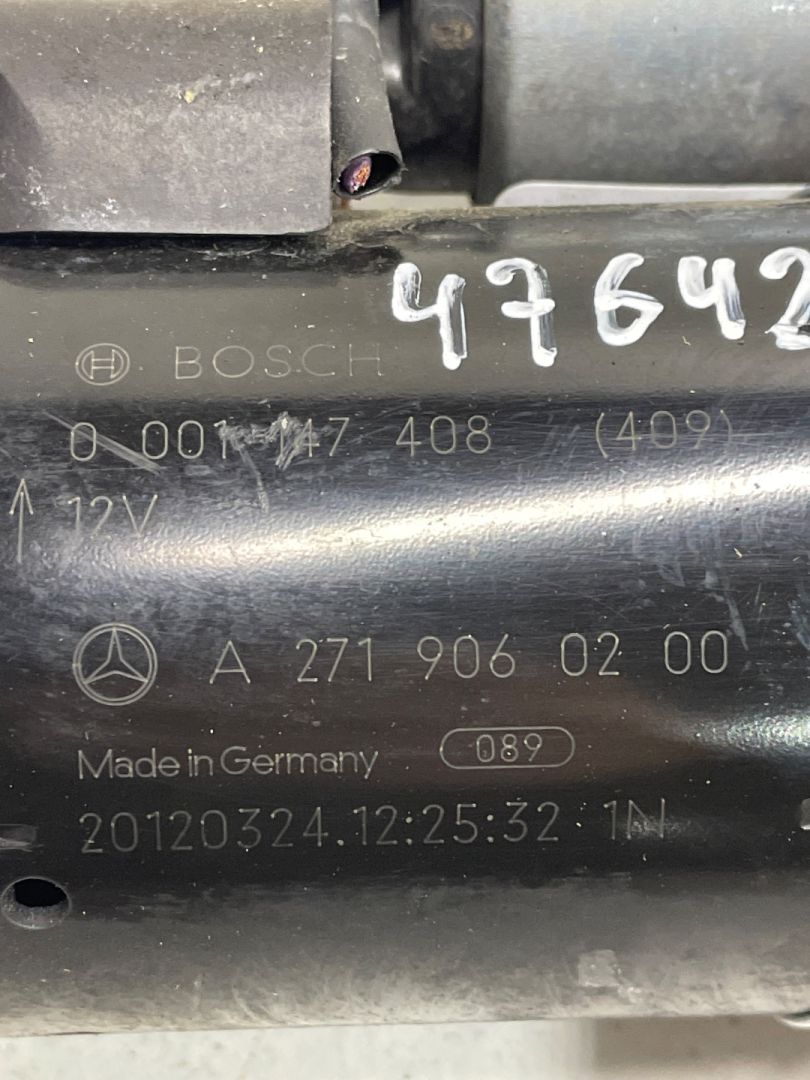 47642
BOSCH
0 001 147 408 (409)
12V
A 271 906 02 00
Made in Germany 089
20120324.12:25:32 1N